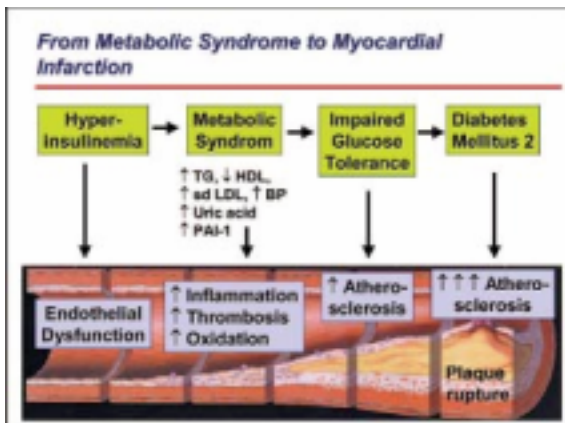 From Metabolic Syndrome to Myocardial
Infarction
Hyper-
insulinemia
Metabolic
Syndrom
Impaired
Glucose
Tolerance
Diabetes
Mellitus 2
↑ TG, ↓ HDL,
↑ sd LDL, ↑ BP
↑ Uric acid
↑ PAI-1
Endothelial
Dysfunction
↑ Inflammation
↑ Thrombosis
↑ Oxidation
↑ Athero-
sclerosis
↑ ↑ ↑ Athero-
sclerosis
Plaque
rupture